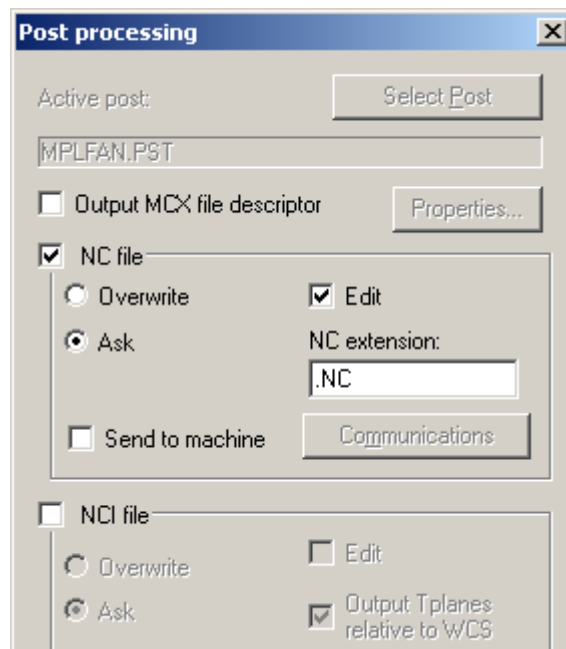 Post processing
Active post:
Select Post
MPLFAN.PST
Output MCX file descriptor
Properties...
NC file
Overwrite
Edit
Ask
NC extension:
.NC
Send to machine
Communications
NCI file
Overwrite
Edit
Ask
Output Tplanes
relative to WCS